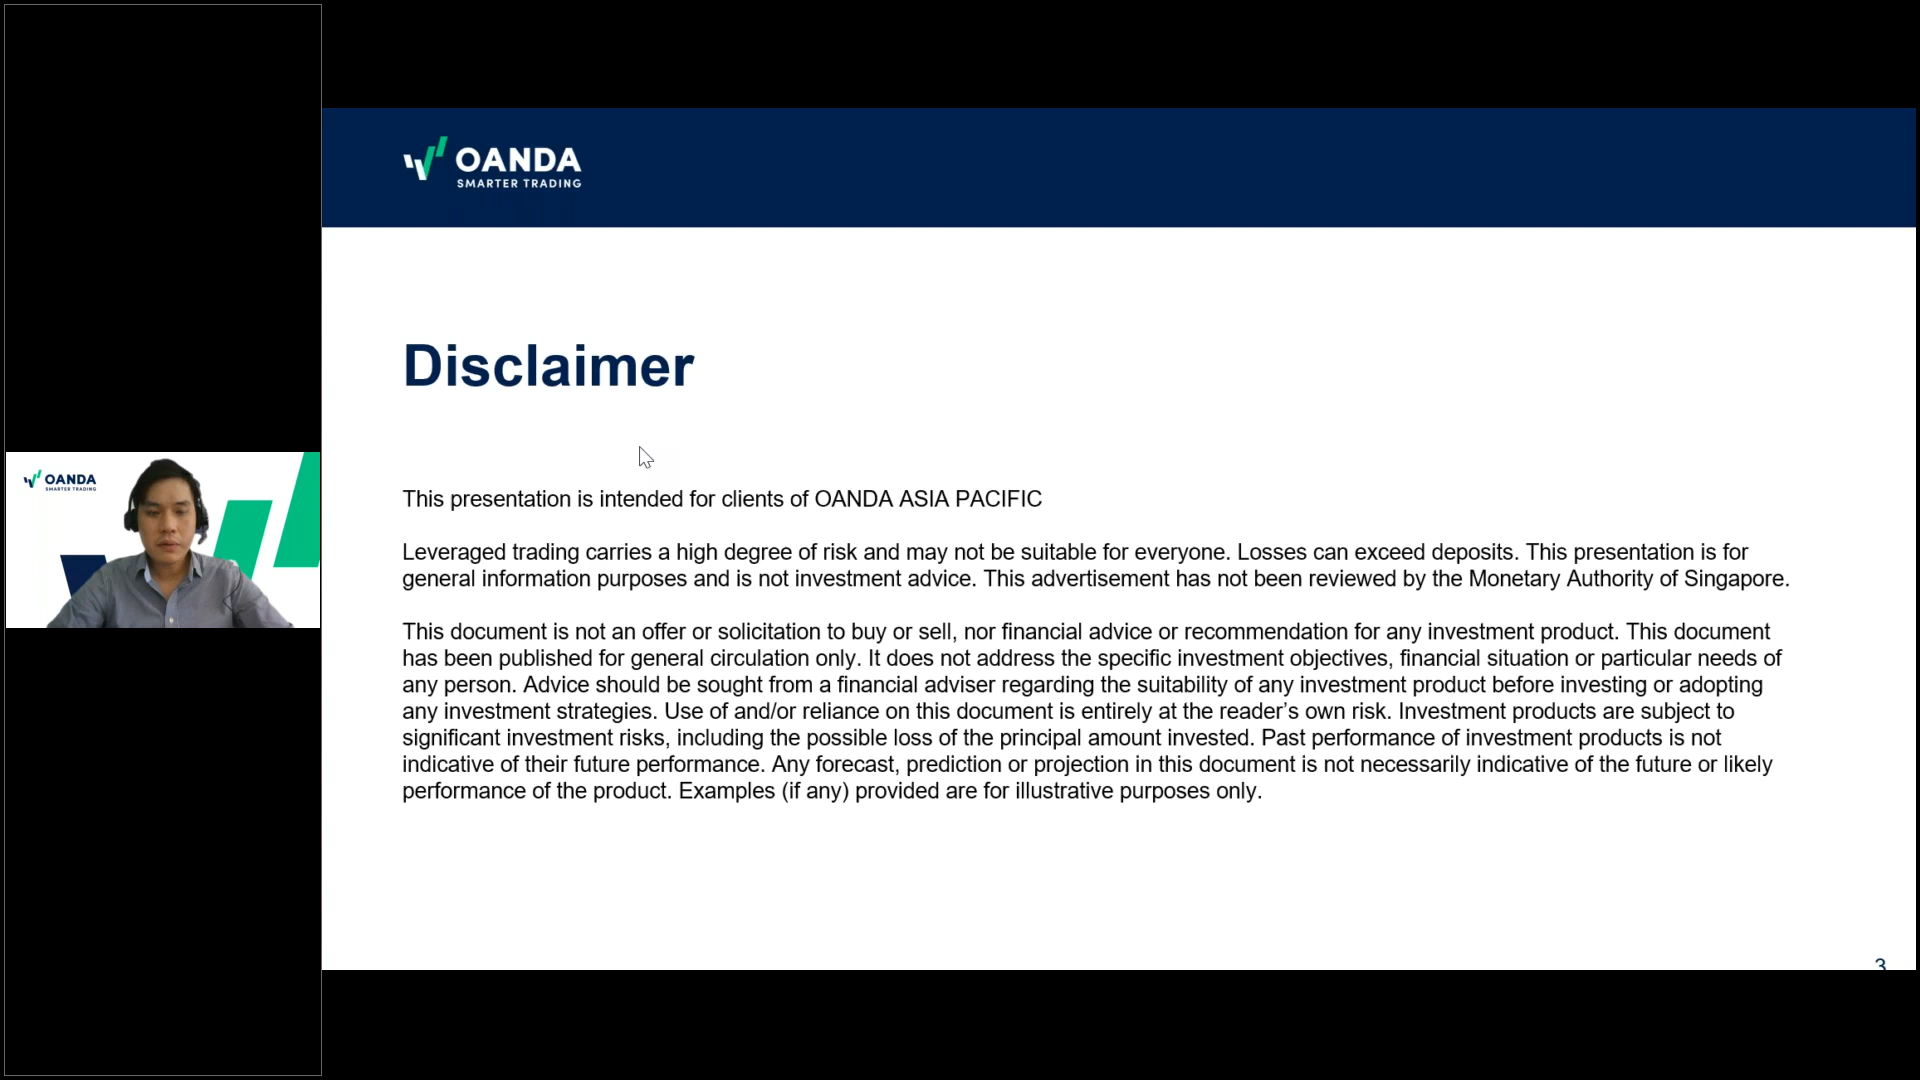 OANDA
SMARTER TRADING
Disclaimer
This presentation is intended for clients of OANDA ASIA PACIFIC
Leveraged trading carries a high degree of risk and may not be suitable for everyone. Losses can exceed deposits. This presentation is for
general information purposes and is not investment advice. This advertisement has not been reviewed by the Monetary Authority of Singapore.
This document is not an offer or solicitation to buy or sell, nor financial advice or recommendation for any investment product. This document
has been published for general circulation only. It does not address the specific investment objectives, financial situation or particular needs of
any person. Advice should be sought from a financial adviser regarding the suitability of any investment product before investing or adopting
any investment strategies. Use of and/or reliance on this document is entirely at the reader’s own risk. Investment products are subject to
significant investment risks, including the possible loss of the principal amount invested. Past performance of investment products is not
indicative of their future performance. Any forecast, prediction or projection in this document is not necessarily indicative of the future or likely
performance of the product. Examples (if any) provided are for illustrative purposes only.
3
OANDA
SMARTER TRADING